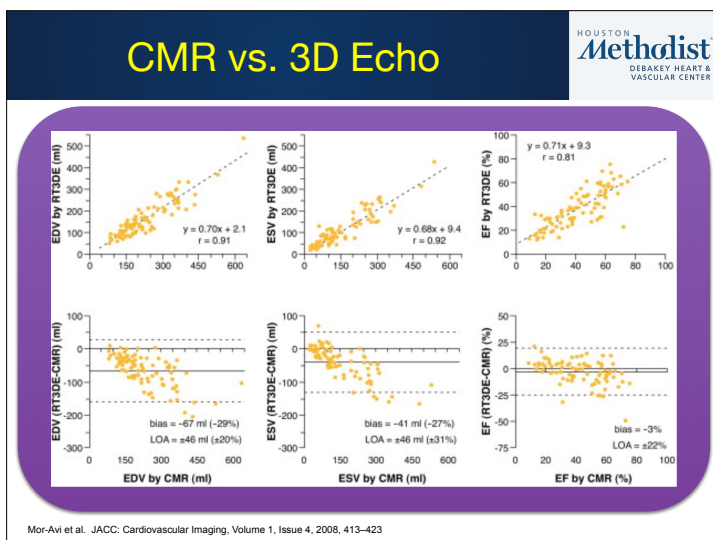 CMR vs. 3D Echo
HOUSTON
Methodist
DEBAKEY HEART &
VASCULAR CENTER
EDV by RT3DE (ml)
500
400
300
200
100
0
y = 0.70x + 2.1
r = 0.91
0 150 300 450 600
ESV by RT3DE (ml)
500
400
300
200
100
0
y = 0.68x + 9.4
r = 0.92
0 150 300 450 600
EF by RT3DE (%)
100
80
60
40
20
0
y = 0.71x + 9.3
r = 0.81
0 20 40 60 80 100
EDV (RT3DE-CMR) (ml)
100
0
-100
-200
-300
bias = -67 ml (-29%)
LOA = ±46 ml (±20%)
0 150 300 450 600
EDV by CMR (ml)
ESV (RT3DE-CMR) (ml)
100
0
-100
-200
-300
bias = -41 ml (-27%)
LOA = ±46 ml (±31%)
0 150 300 450 600
ESV by CMR (ml)
EF (RT3DE-CMR) (%)
50
25
0
-25
-50
-75
bias = -3%
LOA = ±22%
0 20 40 60 80 100
EF by CMR (%)
Mor-Avi et al. JACC: Cardiovascular Imaging, Volume 1, Issue 4, 2008, 413–423